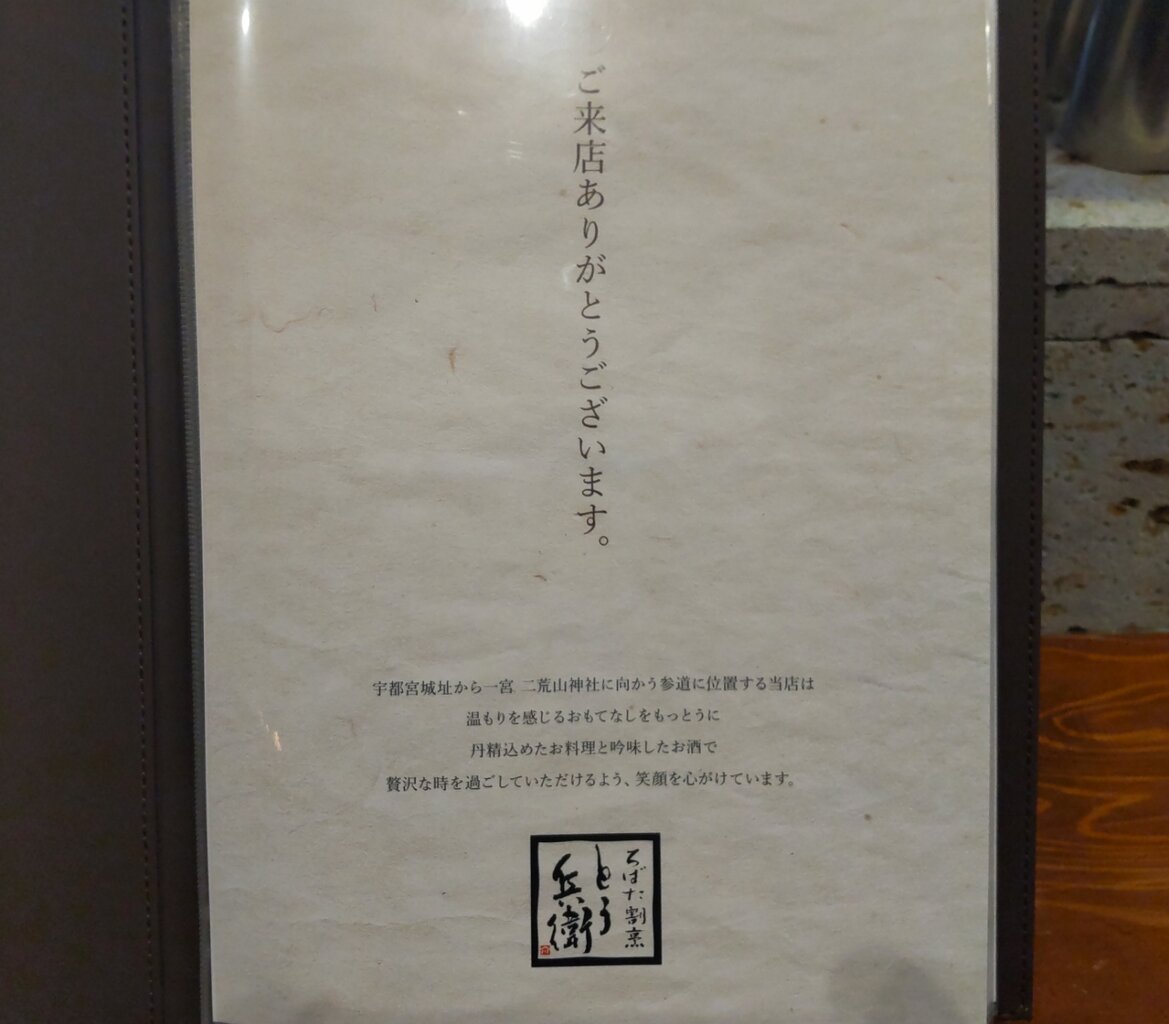 ご来店ありがとうございます。
宇都宮城址から一宮 二荒山神社に向かう参道に位置する当店は
温もりを感じるおもてなしをもっとうに
丹精込めたお料理と吟味したお酒で
贅沢な時を過ごしていただけるよう、笑顔を心がけています。
ろばた割烹
とう
兵衛